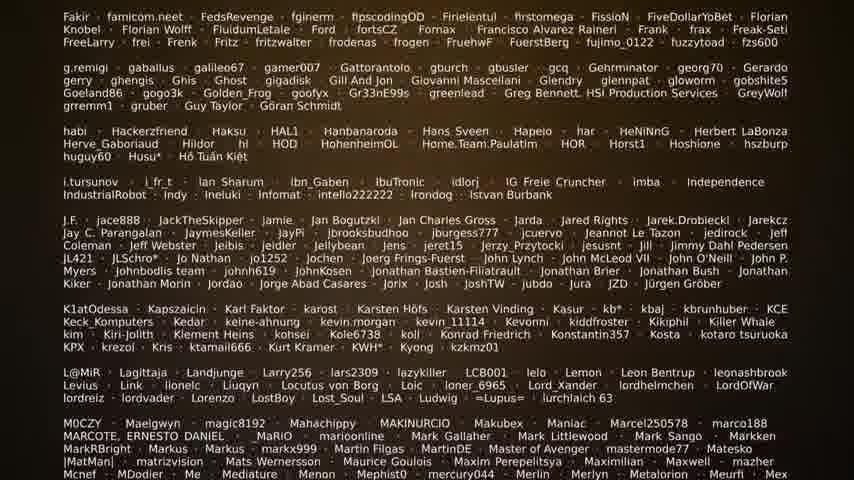 Fakir · famicom.neet · FedsRevenge · fginerm · fipscodingOD · Firielentul · firstomega · FissioN · FiveDollarYoBet · Florian
Knobel · Florian Wolff · FluidumLetale · Ford · fortsCZ · Fomax · Francisco Alvarez Raineri · Frank · frax · Freak-Seti
FreeLarry · frei · Frenk · Fritz · fritzwalter · frodenas · frogen · FruehwF · FuerstBerg · fujimo_0122 · fuzzytoad · fzs600
g.remigi · gaballus · galileo67 · gamer007 · Gattorantolo · gburch · gbusler · gcq · Gehrminator · georg70 · Gerardo
gerry · ghengis · Ghis · Ghost · gigadisk · Gill And Jon · Giovanni Mascellani · Glendry · glennpat · gloworm · gobshite5
Goeland86 · gogo3k · Golden_Frog · goofyx · Gr33nE99s · greenlead · Greg Bennett. HSI Production Services · GreyWolf
grremm1 · gruber · Guy Taylor · Göran Schmidt
habi · Hackerzfriend · Haksu · HAL1 · Hanbanaroda · Hans Sveen · Hapeio · har · HeNiNnG · Herbert LaBonza
Herve_Gaboriaud · Hildor · hl · HOD · HohenheimOL · Home.Team.Paulatim · HOR · Horst1 · Hoshione · hszburp
huguy60 · Husu* · Hồ Tuấn Kiệt
i.tursunov · i_fr_t · Ian Sharum · Ibn_Gaben · IbuTronic · idlorj · IG Freie Cruncher · imba · Independence
IndustrialRobot · Indy · Ineluki · Infomat · intello222222 · Irondog · Istvan Burbank
J.F. · jace888 · JackTheSkipper · Jamie · Jan Bogutzki · Jan Charles Gross · Jarda · Jared Rights · Jarek.Drobieckl · Jarekcz
Jay C. Parangalan · JaymesKeller · JayPi · Jbrooksbudhoo · jburgess777 · jcuervo · Jeannot Le Tazon · jedirock · Jeff
Coleman · Jeff Webster · Jeibis · jeidler · Jellybean · Jens · jeret15 · Jerzy_Przytocki · jesusnt · Jill · Jimmy Dahl Pedersen
JL421 · JLSchro* · Jo Nathan · jo1252 · Jochen · Joerg Frings-Fuerst · John Lynch · John McLeod VII · John O'Neill · John P.
Myers · Johnbodlis team · johnh619 · JohnKosen · Jonathan Bastien-Filiatrault · Jonathan Brier · Jonathan Bush · Jonathan
Kiker · Jonathan Morin · Jordao · Jorge Abad Casares · Jorix · Josh · JoshTW · jubdo · Jura · JZD · Jürgen Gröber
K1atOdessa · Kapszaicin · Karl Faktor · karost · Karsten Höfs · Karsten Vinding · Kasur · kb* · kbaj · kbrunhuber · KCE
Keck_Komputers · Kedar · keine-ahnung · kevin.morgan · kevin_11114 · Kevonni · kiddfroster · Kikiphil · Killer Whale
kim · Kiri-Jolith · Klement Heins · kohsei · Kole6738 · koll · Konrad Friedrich · Konstantin357 · Kosta · kotaro tsuruoka
KPX · krezoi · Kris · ktamail666 · Kurt Kramer · KWH* · Kyong · kzkmz01
L@MiR · Lagittaja · Landjunge · Larry256 · lars2309 · lazykiller · LCB001 · lelo · Lemon · Leon Bentrup · leonashbrook
Levius · Link · lionelc · Liuqyn · Locutus von Borg · Loic · loner_6965 · Lord_Xander · lordhelmchen · LordOfWar
lordreiz · lordvader · Lorenzo · LostBoy · Lost_Soul · LSA · Ludwig · =Lupus= · lurchlaich 63
M0CZY · Maelgwyn · magic8192 · Mahachippy · MAKINURCIO · Makubex · Maniac · Marcel250578 · marco188
MARCOTE, ERNESTO DANIEL · _MaRIO · marioonline · Mark Gallaher · Mark Littlewood · Mark Sango · Markken
MarkRBright · Markus · Markus · markx999 · Martin Filgas · MartinDE · Master of Avenger · mastermode77 · Matesko
|MatMan| · matrizvision · Mats Wernersson · Maurice Goulois · Maxim Perepelitsya · Maximilian · Maxwell · mazher
Mcnef · MDodier · Me · Mediature · Menon · Mephist0 · mercury044 · Merlin · Merlyn · Metalorion · Meurfi · Mex